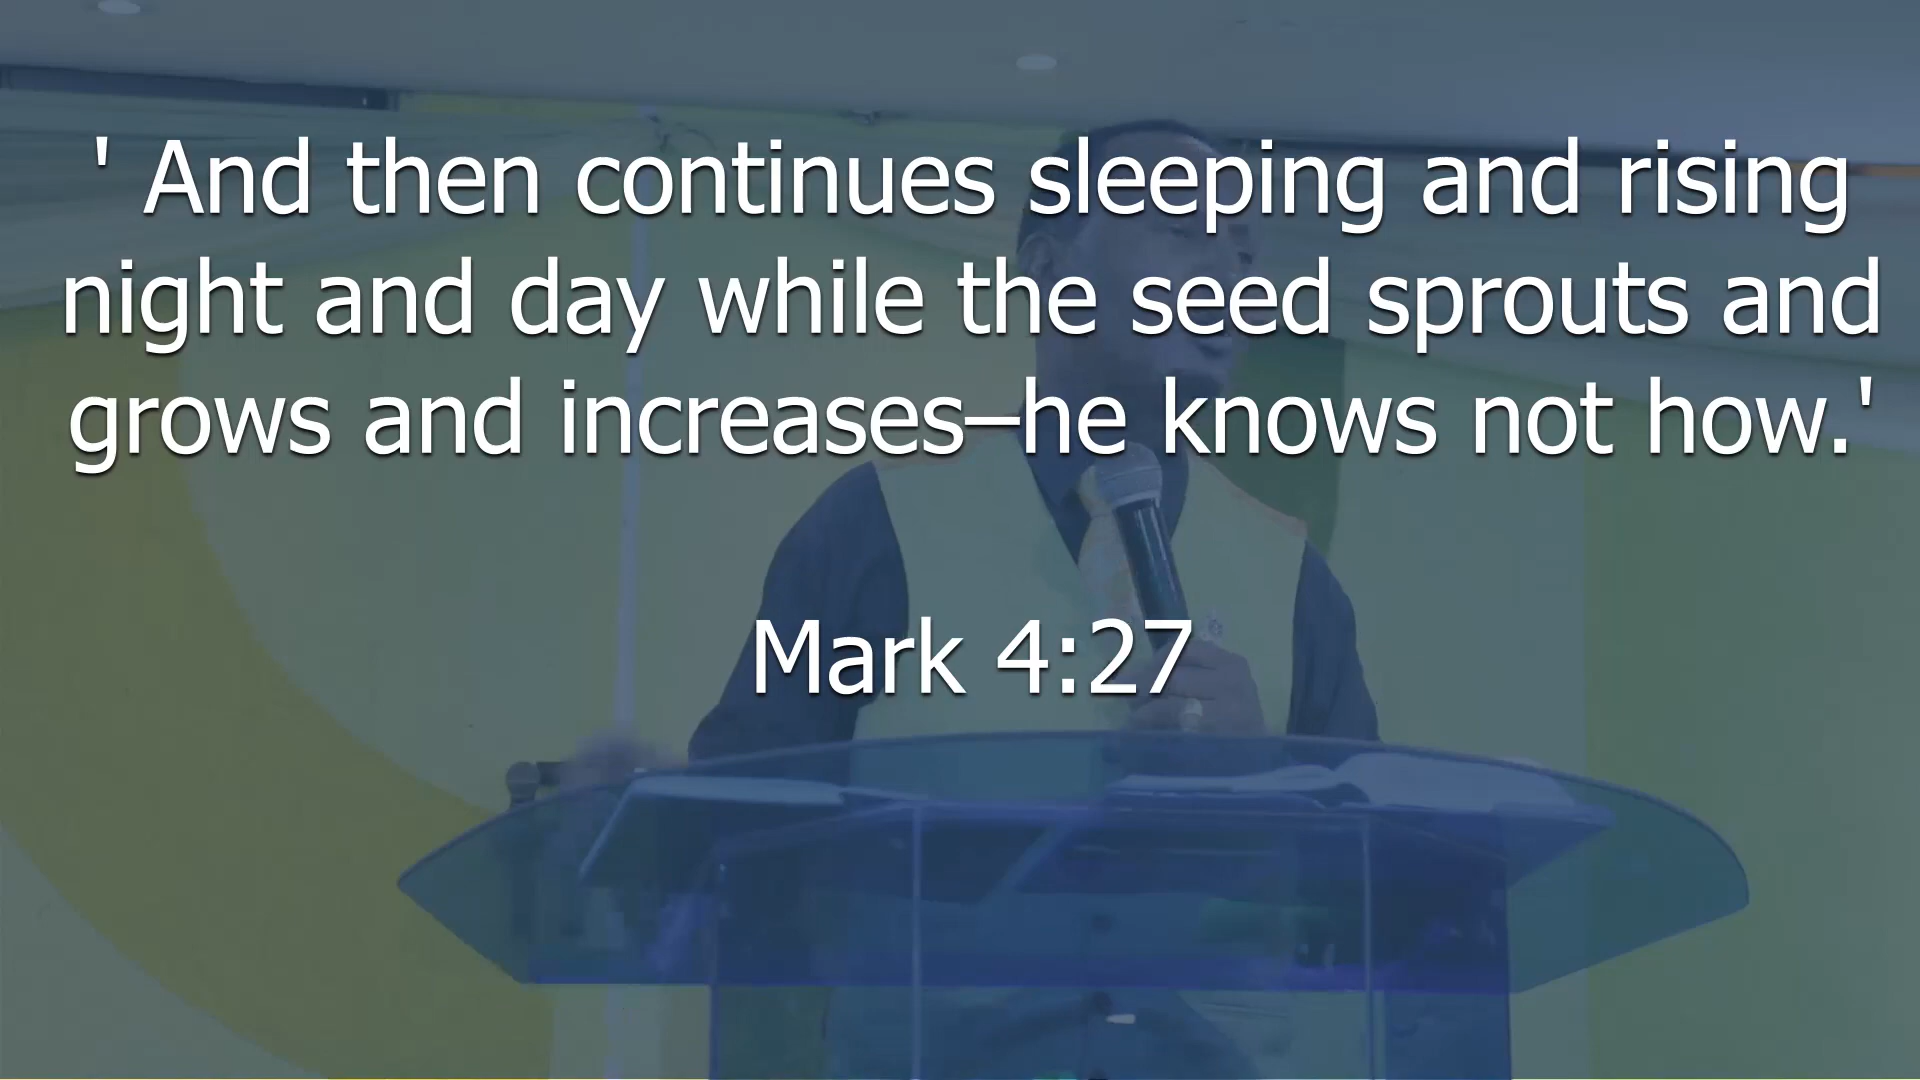 ' And then continues sleeping and rising
night and day while the seed sprouts and
grows and increases–he knows not how.'
Mark 4:27